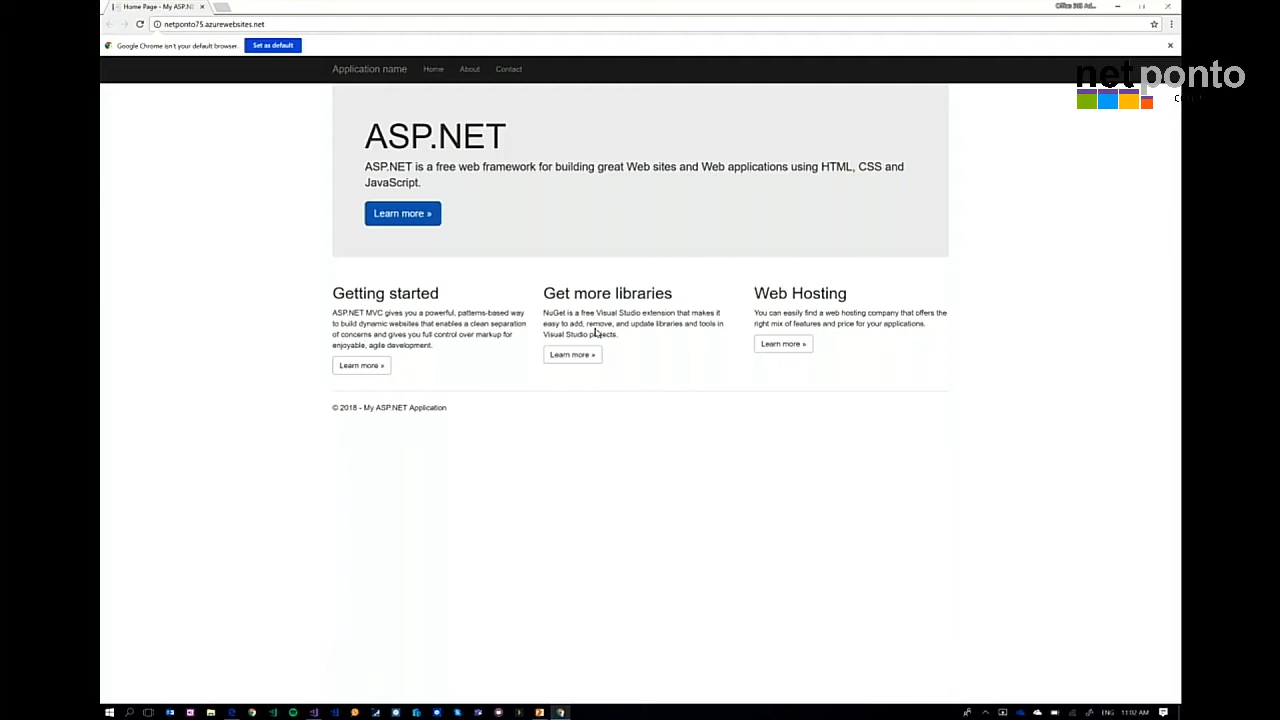 Home Page - My ASP.NE
Office 365 Ad...
netponto75.azurewebsites.net
Google Chrome isn't your default browser.
Set as default
Application name
Home
About
Contact
netponto
ASP.NET
ASP.NET is a free web framework for building great Web sites and Web applications using HTML, CSS and
JavaScript.
Learn more »
Getting started
ASP.NET MVC gives you a powerful, patterns-based way
to build dynamic websites that enables a clean separation
of concerns and gives you full control over markup for
enjoyable, agile development.
Learn more »
Get more libraries
NuGet is a free Visual Studio extension that makes it
easy to add, remove, and update libraries and tools in
Visual Studio projects.
Learn more »
Web Hosting
You can easily find a web hosting company that offers the
right mix of features and price for your applications.
Learn more »
© 2018 - My ASP.NET Application
ENG
11:02 AM